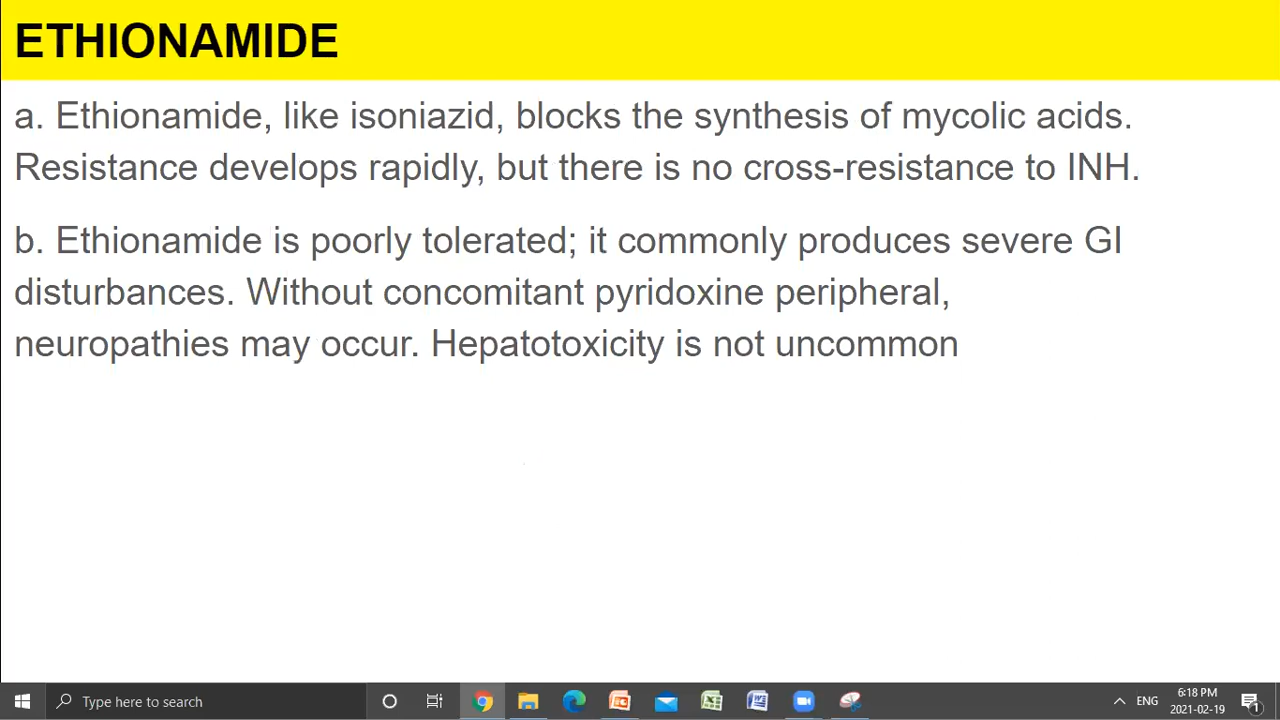 ETHIONAMIDE
a. Ethionamide, like isoniazid, blocks the synthesis of mycolic acids.
Resistance develops rapidly, but there is no cross-resistance to INH.
b. Ethionamide is poorly tolerated; it commonly produces severe GI
disturbances. Without concomitant pyridoxine peripheral,
neuropathies may occur. Hepatotoxicity is not uncommon
Type here to search
ENG
6:18 PM
2021-02-19
1